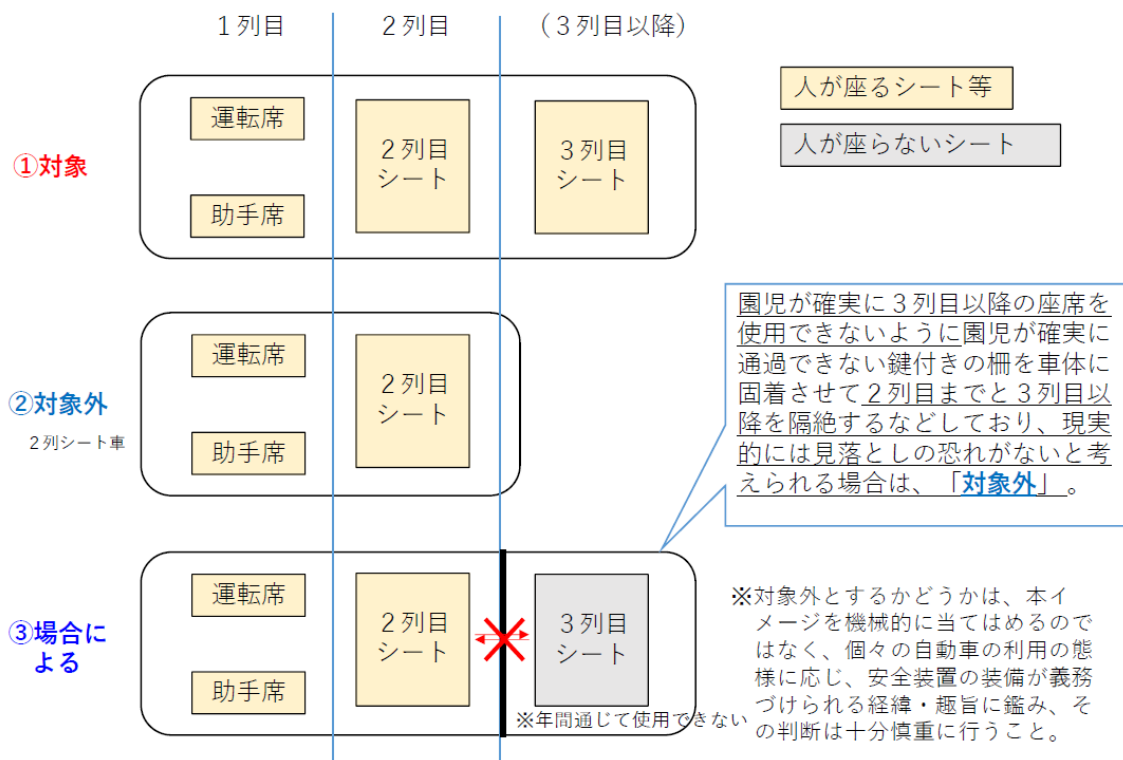 1列目
2列目
(3列目以降)
人が座るシート等
人が座らないシート
①対象
運転席
助手席
2列目
シート
3列目
シート
②対象外
2列シート車
運転席
助手席
2列目
シート
園児が確実に3列目以降の座席を
使用できないように園児が確実に
通過できない鍵付きの柵を車体に
固着させて2列目までと3列目以
降を隔絶するなどしており、現実
的には見落としの恐れがないと考
えられる場合は、「対象外」。
③場合に
よる
運転席
助手席
2列目
シート
3列目
シート
※年間通じて使用できない
※対象外とするかどうかは、本イ
メージを機械的に当てはめるので
はなく、個々の自動車の利用の態
様に応じ、安全装置の装備が義務
づけられる経緯・趣旨に鑑み、そ
の判断は十分慎重に行うこと。